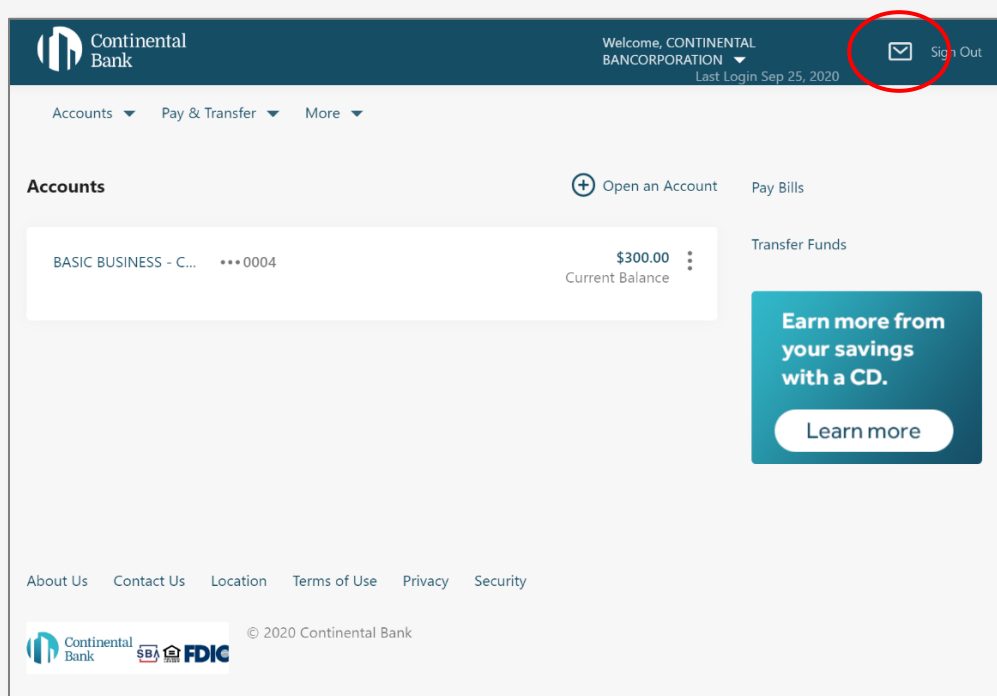 Continental
Bank
Welcome, CONTINENTAL
BANCORPORATION
Last Login Sep 25, 2020
Sign Out
Accounts
Pay & Transfer
More
Accounts
Open an Account
BASIC BUSINESS - C...
•••0004
$300.00
Current Balance
Pay Bills
Transfer Funds
Earn more from
your savings
with a CD.
Learn more
About Us
Contact Us
Location
Terms of Use
Privacy
Security
Continental
Bank
SBA
FDIC
© 2020 Continental Bank